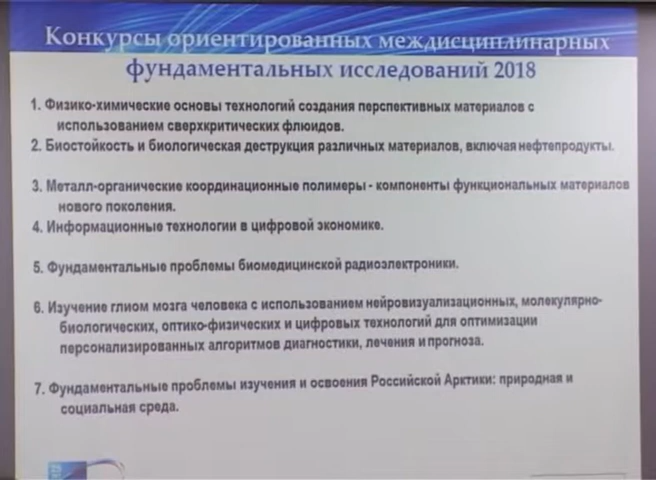 Конкурсы ориентированных междисциплинарных
фундаментальных исследований 2018
1. Физико-химические основы технологий создания перспективных материалов с
использованием сверхкритических флюидов.
2. Биостойкость и биологическая деструкция различных материалов, включая нефтепродукты.
3. Металл-органические координационные полимеры - компоненты функциональных материалов
нового поколения.
4. Информационные технологии в цифровой экономике.
5. Фундаментальные проблемы биомедицинской радиоэлектроники.
6. Изучение глиом мозга человека с использованием нейровизуализационных, молекулярно-
биологических, оптико-физических и цифровых технологий для оптимизации
персонализированных алгоритмов диагностики, лечения и прогноза.
7. Фундаментальные проблемы изучения и освоения Российской Арктики: природная и
социальная среда.